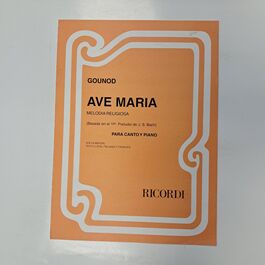 GOUNOD
AVE MARIA
MELODIA RELIGIOSA
(Basada en el 1er. Preludio de J. S. Bach)
PARA CANTO Y PIANO
RICORDI